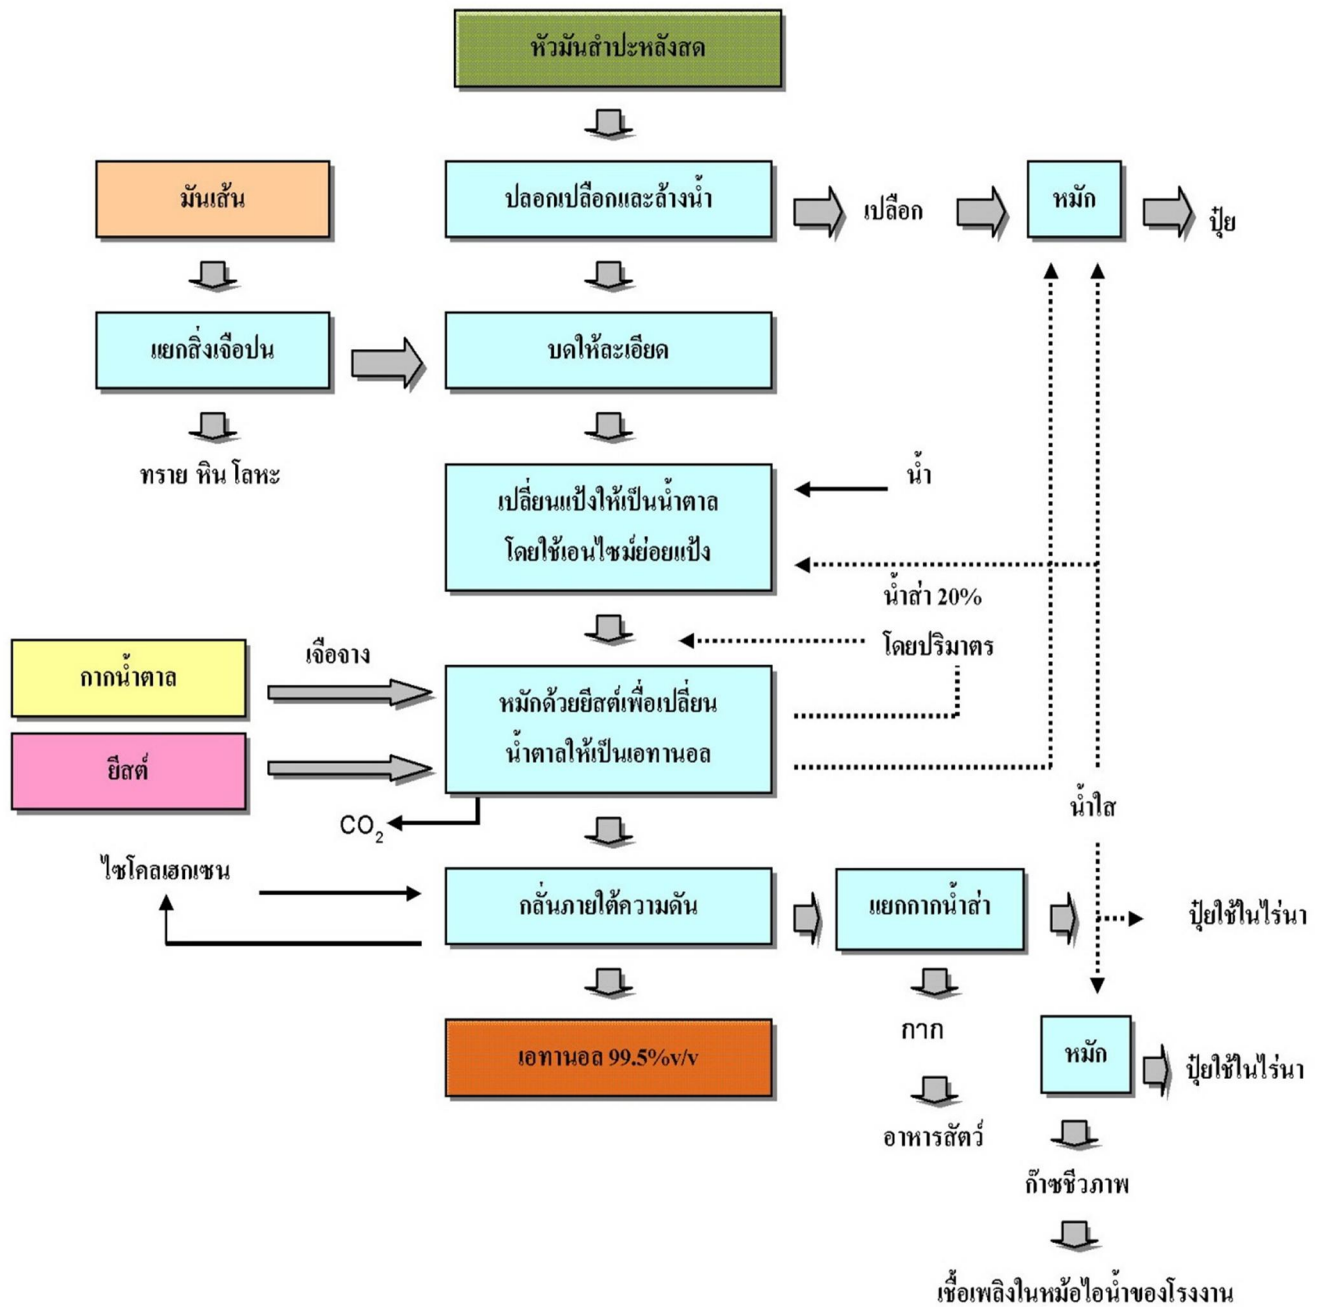 หัวมันสำปะหลังสด
มันเส้น
ปลอกเปลือกและล้างน้ำ
เปลือก
หมัก
ปุ๋ย
แยกสิ่งเจือปน
บดให้ละเอียด
ทราย หิน โลหะ
เปลี่ยนแป้งให้เป็นน้ำตาล
โดยใช้เอนไซม์ย่อยแป้ง
น้ำ
น้ำส่า 20%
โดยปริมาตร
กากน้ำตาล
เจือจาง
หมักด้วยยีสต์เพื่อเปลี่ยน
น้ำตาลให้เป็นเอทานอล
ยีสต์
น้ำใส
CO2
ไซโคลเฮกเซน
กลั่นภายใต้ความดัน
แยกกากน้ำส่า
ปุ๋ยใช้ในไร่นา
เอทานอล 99.5%v/v
กาก
หมัก
ปุ๋ยใช้ในไร่นา
อาหารสัตว์
ก๊าซชีวภาพ
เชื้อเพลิงในหม้อไอน้ำของโรงงาน